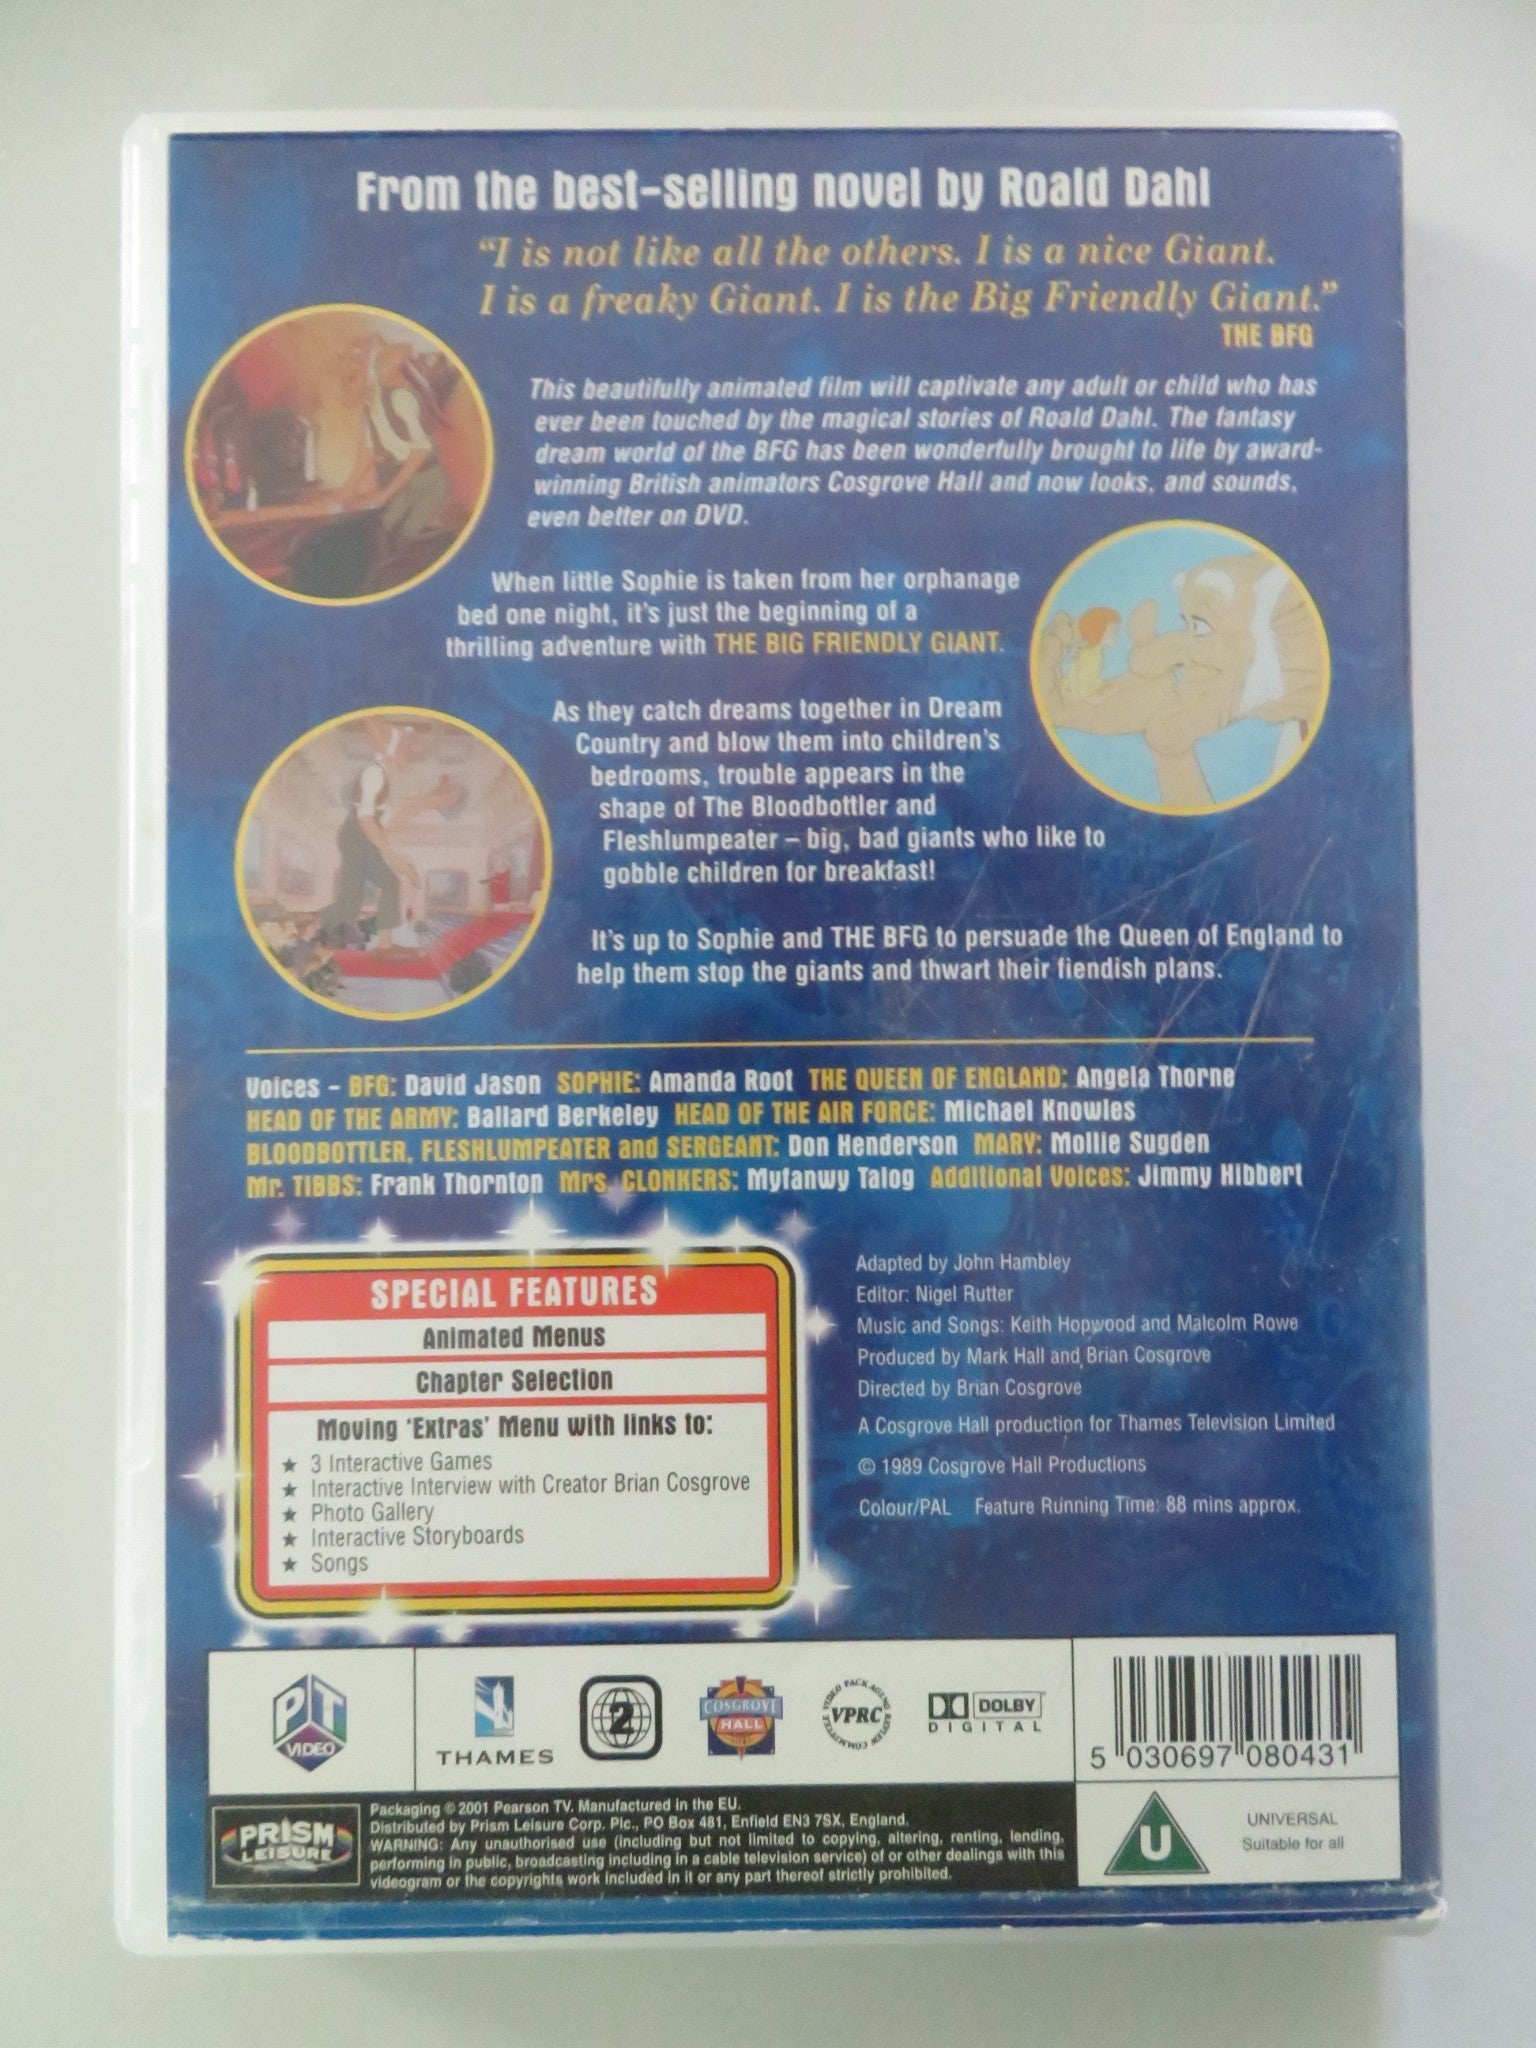 From the best-selling novel by Roald Dahl
“I is not like all the others. I is a nice Giant.
I is a freaky Giant. I is the Big Friendly Giant.”
THE BFG
This beautifully animated film will captivate any adult or child who has
ever been touched by the magical stories of Roald Dahl. The fantasy
dream world of the BFG has been wonderfully brought to life by award-
winning British animators Cosgrove Hall and now looks, and sounds,
even better on DVD.
When little Sophie is taken from her orphanage
bed one night, it's just the beginning of a
thrilling adventure with THE BIG FRIENDLY GIANT.
As they catch dreams together in Dream
Country and blow them into children's
bedrooms, trouble appears in the
shape of The Bloodbottler and
Fleshlumpeater – big, bad giants who like to
gobble children for breakfast!
It's up to Sophie and THE BFG to persuade the Queen of England to
help them stop the giants and thwart their fiendish plans.
Voices - BFG: David Jason SOPHIE: Amanda Root THE QUEEN OF ENGLAND: Angela Thorne
HEAD OF THE ARMY: Ballard Berkeley HEAD OF THE AIR FORCE: Michael Knowles
BLOODBOTTLER, FLESHLUMPEATER and SERGEANT: Don Henderson MARY: Mollie Sugden
Mr. TIBBS: Frank Thornton Mrs. CLONKERS: Myfanwy Talog Additional Voices: Jimmy Hibbert
SPECIAL FEATURES
Animated Menus
Chapter Selection
Moving 'Extras' Menu with links to:
★ 3 Interactive Games
★ Interactive Interview with Creator Brian Cosgrove
★ Photo Gallery
★ Interactive Storyboards
★ Songs
Adapted by John Hambley
Editor: Nigel Rutter
Music and Songs: Keith Hopwood and Malcolm Rowe
Produced by Mark Hall and Brian Cosgrove
Directed by Brian Cosgrove
A Cosgrove Hall production for Thames Television Limited
© 1989 Cosgrove Hall Productions
Colour/PAL Feature Running Time: 88 mins approx.
PT VIDEO
THAMES
2
COSGROVE
HALL
VIDEO PACKAGING REVIEW COMMITTEE
VPRC
DOLBY
DIGITAL
5 030697 080431
PRISM
LEISURE
Packaging © 2001 Pearson TV. Manufactured in the EU.
Distributed by Prism Leisure Corp. Plc., PO Box 481, Enfield EN3 7SX, England.
WARNING: Any unauthorised use (including but not limited to copying, altering, renting, lending,
performing in public, broadcasting including in a cable television service) of or other dealings with this
videogram or the copyrights work included in it or any part thereof strictly prohibited.
U
UNIVERSAL
Suitable for all